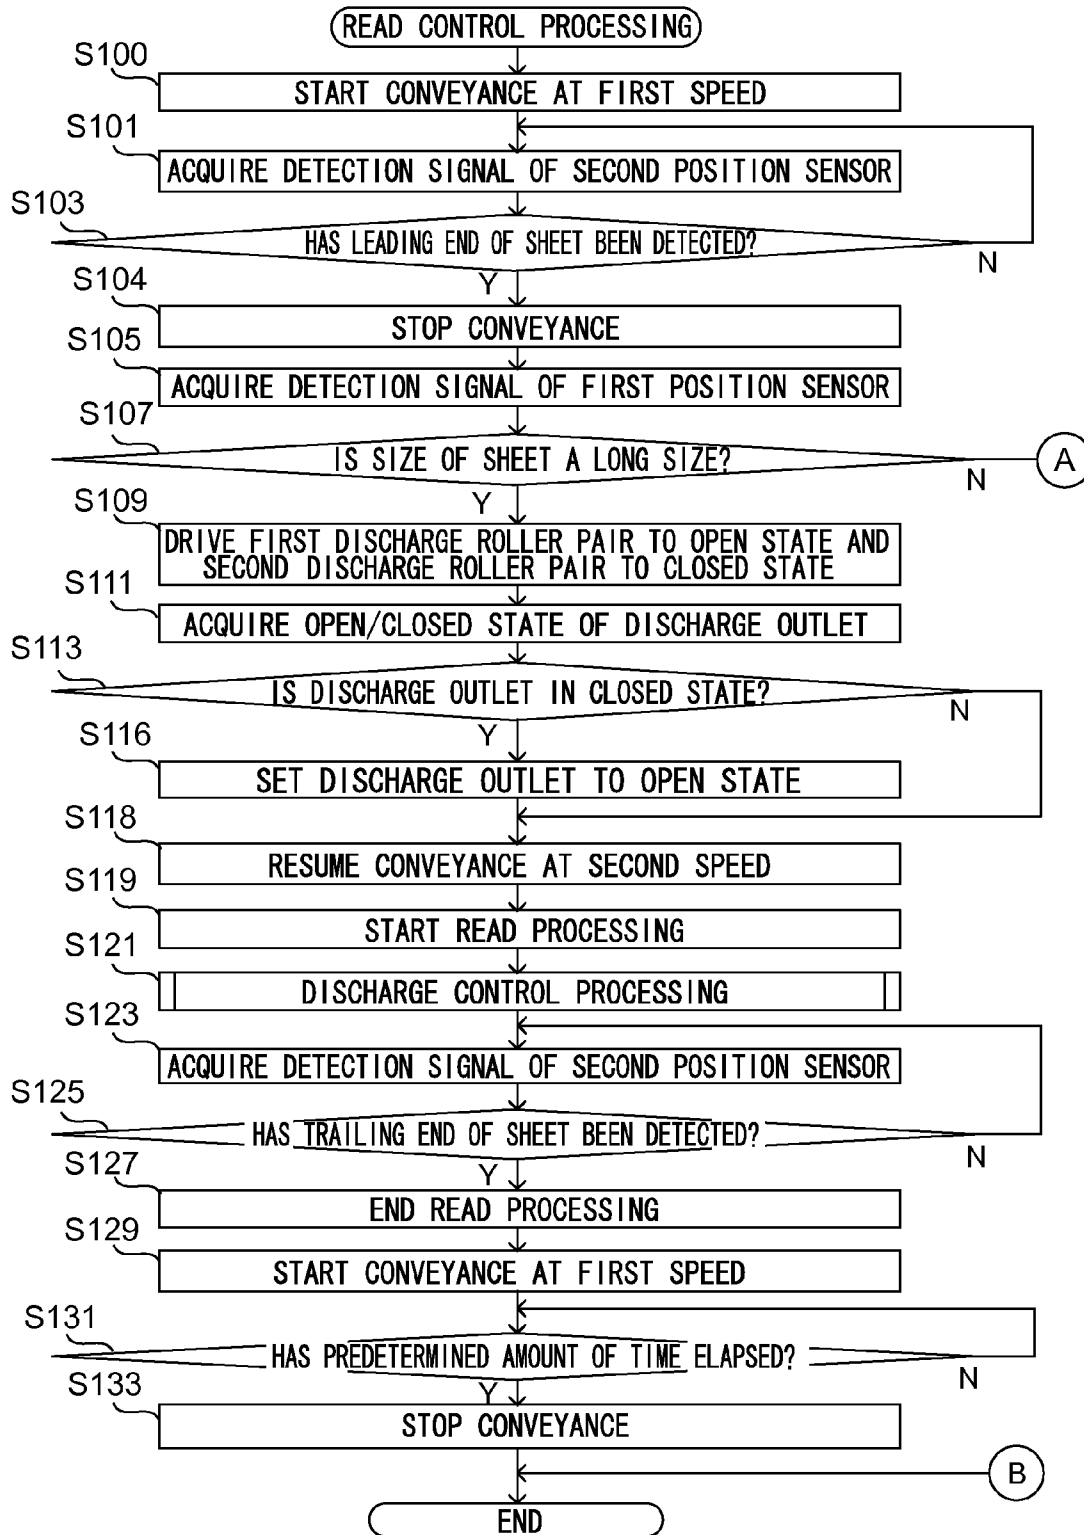 READ CONTROL PROCESSING
S100
START CONVEYANCE AT FIRST SPEED
S101
ACQUIRE DETECTION SIGNAL OF SECOND POSITION SENSOR
S103
HAS LEADING END OF SHEET BEEN DETECTED?
N
Y
S104
STOP CONVEYANCE
S105
ACQUIRE DETECTION SIGNAL OF FIRST POSITION SENSOR
S107
IS SIZE OF SHEET A LONG SIZE?
A
N
Y
S109
DRIVE FIRST DISCHARGE ROLLER PAIR TO OPEN STATE AND
SECOND DISCHARGE ROLLER PAIR TO CLOSED STATE
S111
ACQUIRE OPEN/CLOSED STATE OF DISCHARGE OUTLET
S113
IS DISCHARGE OUTLET IN CLOSED STATE?
N
Y
S116
SET DISCHARGE OUTLET TO OPEN STATE
S118
RESUME CONVEYANCE AT SECOND SPEED
S119
START READ PROCESSING
S121
DISCHARGE CONTROL PROCESSING
S123
ACQUIRE DETECTION SIGNAL OF SECOND POSITION SENSOR
S125
HAS TRAILING END OF SHEET BEEN DETECTED?
N
Y
S127
END READ PROCESSING
S129
START CONVEYANCE AT FIRST SPEED
S131
HAS PREDETERMINED AMOUNT OF TIME ELAPSED?
N
Y
S133
STOP CONVEYANCE
B
END